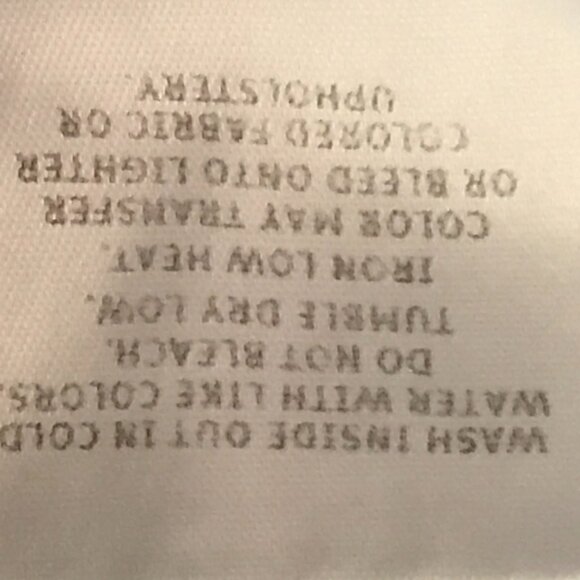 WASH INSIDE OUT IN COLD
WATER WITH LIKE COLORS.
DO NOT BLEACH.
TUMBLE DRY LOW.
IRON LOW HEAT.
COLOR MAY TRANSFER
OR BLEED ONTO LIGHTER
COLORED FABRIC OR
UPHOLSTERY.